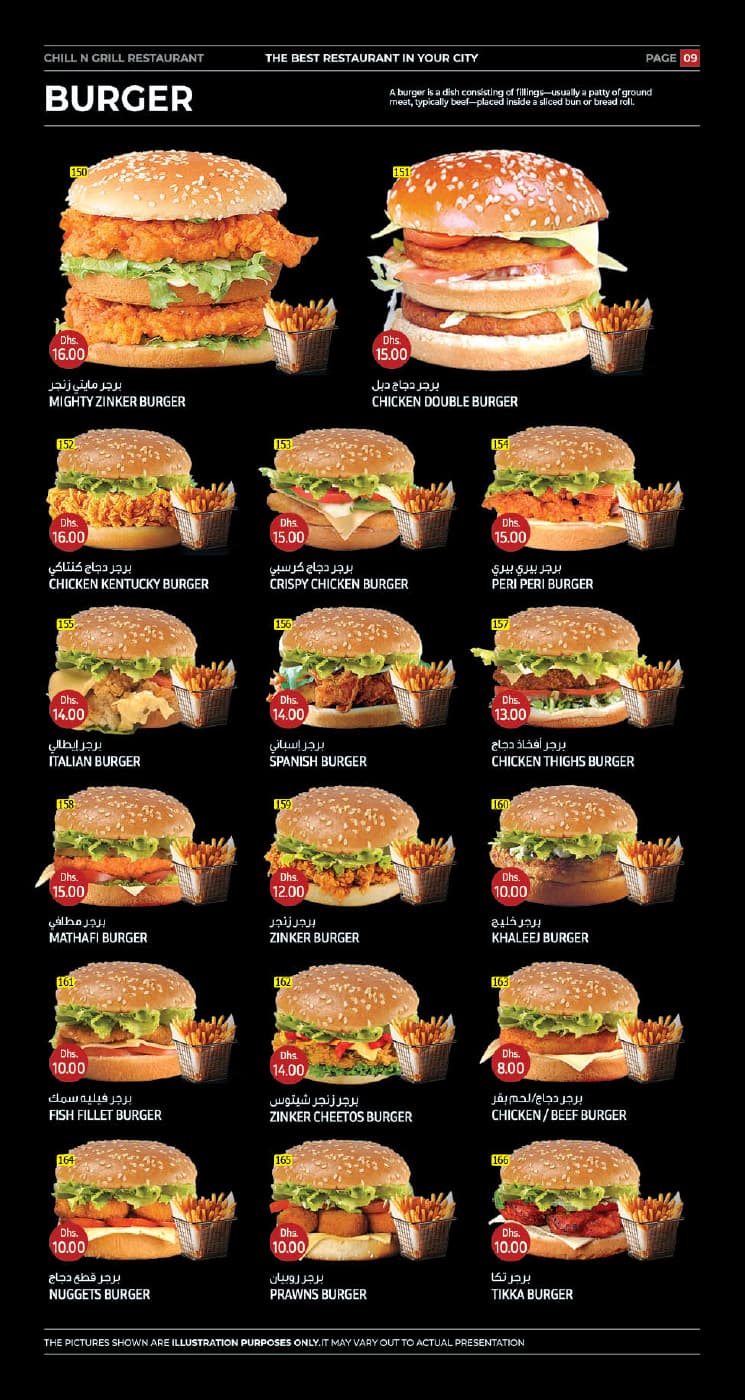 CHILL N GRILL RESTAURANT
THE BEST RESTAURANT IN YOUR CITY
PAGE 09
BURGER
A burger is a dish consisting of fillings—usually a patty of ground
meat, typically beef—placed inside a sliced bun or bread roll.
150
Dhs.
16.00
برجر مايتي زنجر
MIGHTY ZINKER BURGER
151
Dhs.
15.00
برجر دجاج دبل
CHICKEN DOUBLE BURGER
152
Dhs.
16.00
برجر دجاج كنتاكي
CHICKEN KENTUCKY BURGER
153
Dhs.
15.00
برجر دجاج كرسبي
CRISPY CHICKEN BURGER
154
Dhs.
15.00
برجر بيري بيري
PERI PERI BURGER
155
Dhs.
14.00
برجر إيطالي
ITALIAN BURGER
156
Dhs.
14.00
برجر إسباني
SPANISH BURGER
157
Dhs.
13.00
برجر أفخاذ دجاج
CHICKEN THIGHS BURGER
158
Dhs.
15.00
برجر مطافي
MATHAFI BURGER
159
Dhs.
12.00
برجر زنجر
ZINKER BURGER
160
Dhs.
10.00
برجر خليج
KHALEEJ BURGER
161
Dhs.
10.00
برجر فيليه سمك
FISH FILLET BURGER
162
Dhs.
14.00
برجر زنجر شيتوس
ZINKER CHEETOS BURGER
163
Dhs.
8.00
برجر دجاج/لحم بقر
CHICKEN / BEEF BURGER
164
Dhs.
10.00
برجر قطع دجاج
NUGGETS BURGER
165
Dhs.
10.00
برجر روبيان
PRAWNS BURGER
166
Dhs.
10.00
برجر تكا
TIKKA BURGER
THE PICTURES SHOWN ARE ILLUSTRATION PURPOSES ONLY.IT MAY VARY OUT TO ACTUAL PRESENTATION